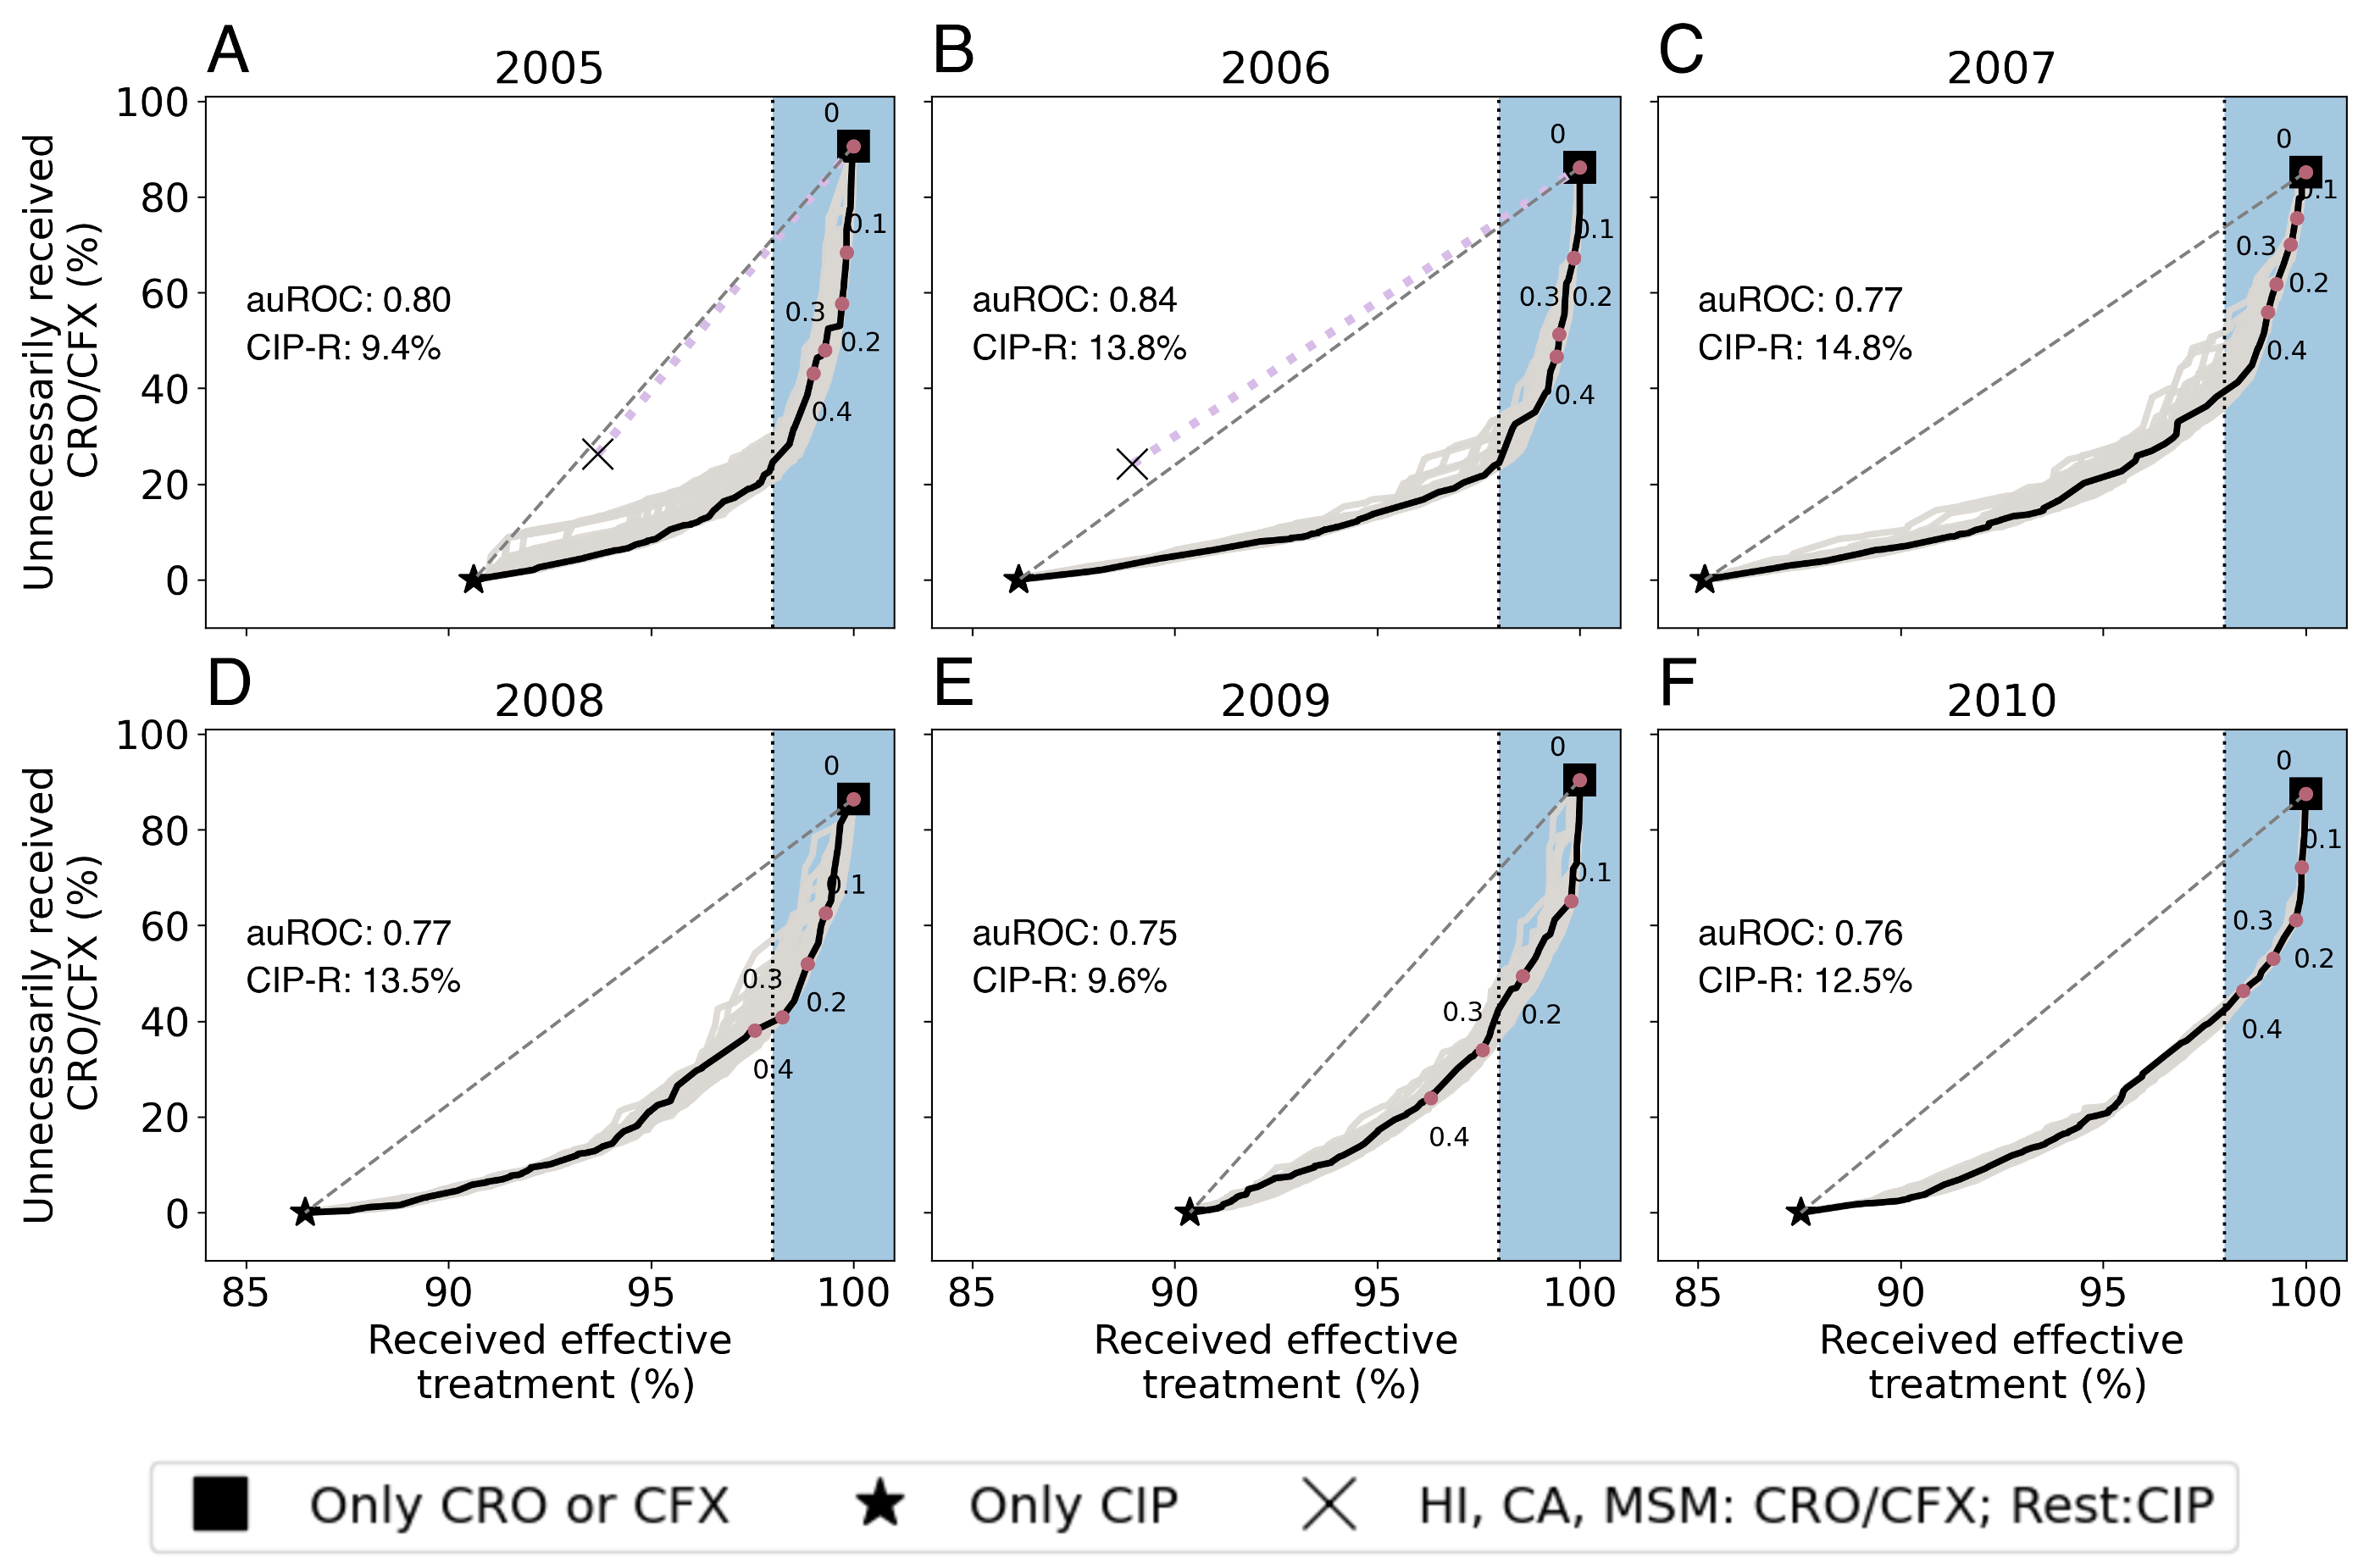 A
2005
B
2006
C
2007
Unnecessarily received
CRO/CFX (%)
100
80
60
40
20
0
auROC: 0.80
CIP-R: 9.4%
0
0.1
0.3
0.2
0.4
auROC: 0.84
CIP-R: 13.8%
0
0.1
0.3
0.2
0.4
auROC: 0.77
CIP-R: 14.8%
0
0.1
0.3
0.2
0.4
D
2008
E
2009
F
2010
Unnecessarily received
CRO/CFX (%)
100
80
60
40
20
0
auROC: 0.77
CIP-R: 13.5%
0
0.1
0.3
0.2
0.4
auROC: 0.75
CIP-R: 9.6%
0
0.1
0.3
0.2
0.4
auROC: 0.76
CIP-R: 12.5%
0
0.1
0.3
0.2
0.4
85 90 95 100
85 90 95 100
85 90 95 100
Received effective
treatment (%)
Received effective
treatment (%)
Received effective
treatment (%)
Only CRO or CFX
Only CIP
HI, CA, MSM: CRO/CFX; Rest:CIP